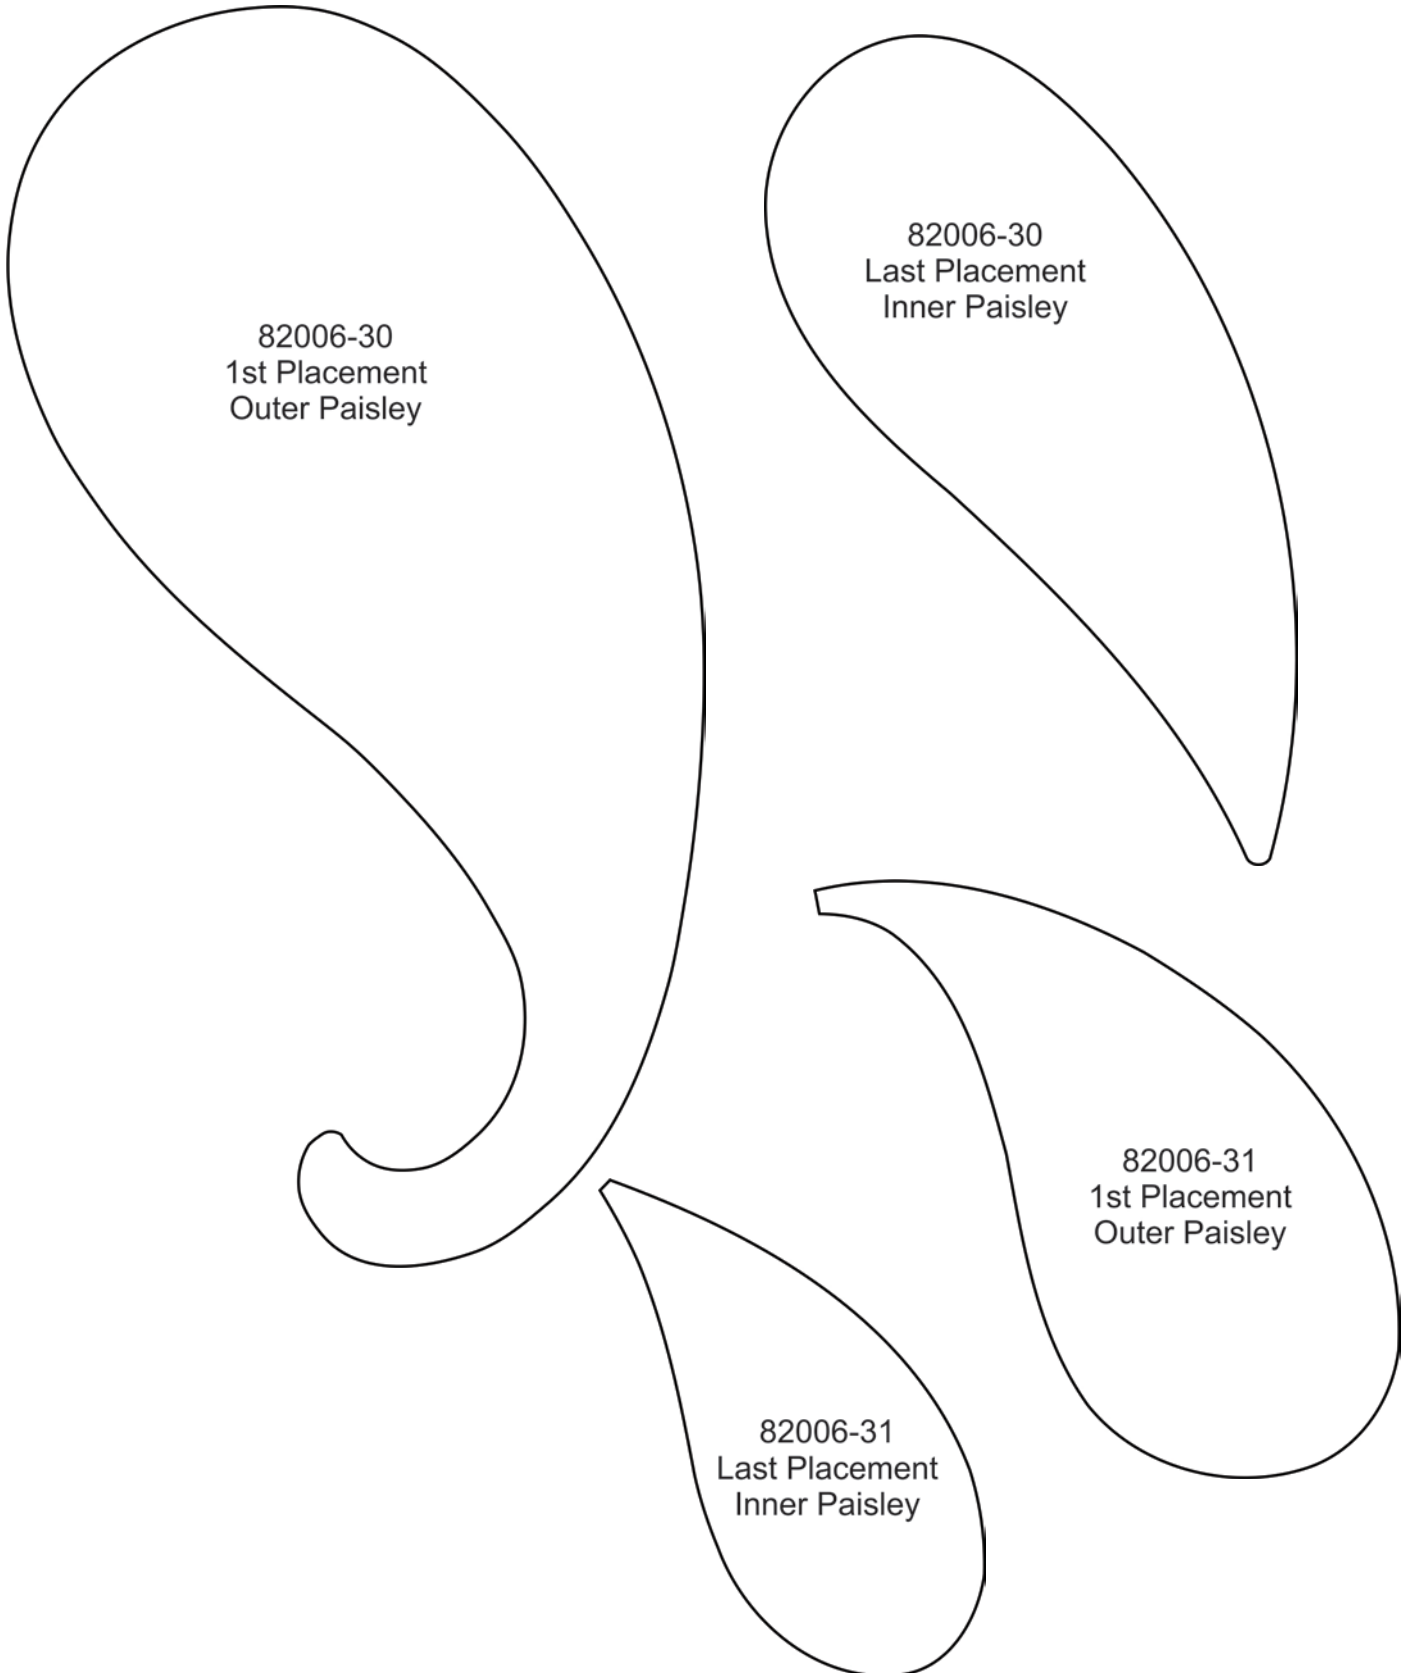 82006-30
1st Placement
Outer Paisley
82006-30
Last Placement
Inner Paisley
82006-31
1st Placement
Outer Paisley
82006-31
Last Placement
Inner Paisley